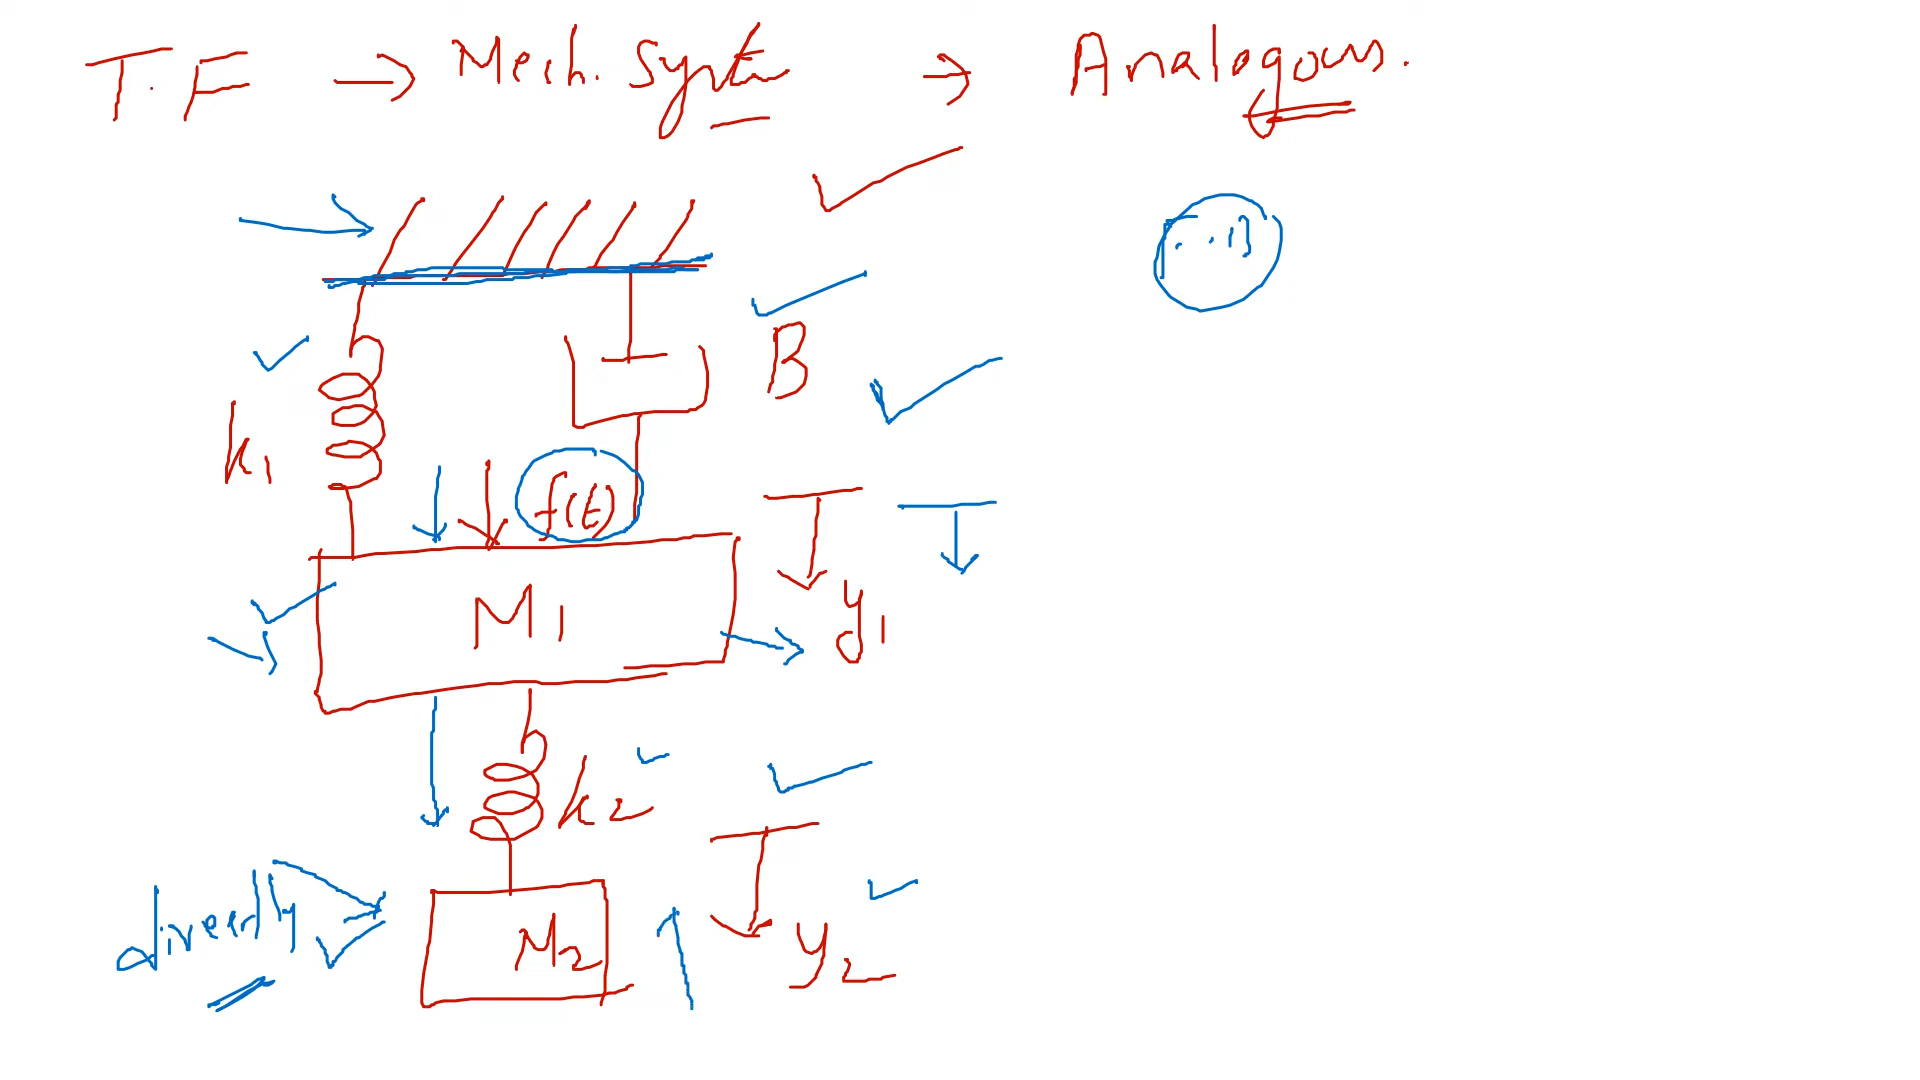 T.F → Mech. System → Analogous.
B
k1
f(t)
M1
y1
k2
directly
M2
y2